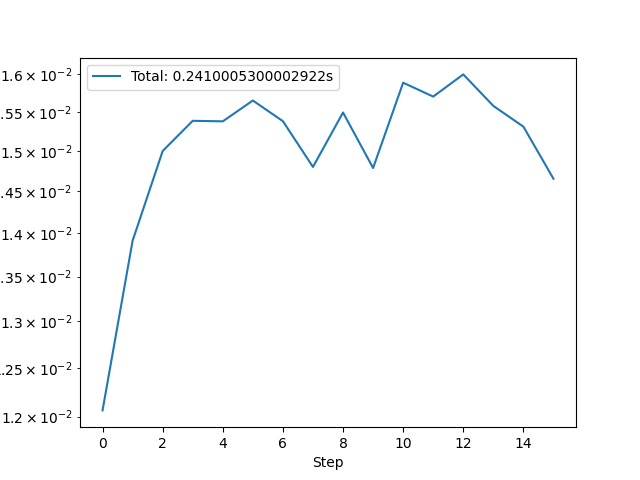 Total: 0.2410005300002922s
1.6 × 10⁻²
.55 × 10⁻²
1.5 × 10⁻²
.45 × 10⁻²
1.4 × 10⁻²
.35 × 10⁻²
1.3 × 10⁻²
.25 × 10⁻²
1.2 × 10⁻²
0 2 4 6 8 10 12 14
Step